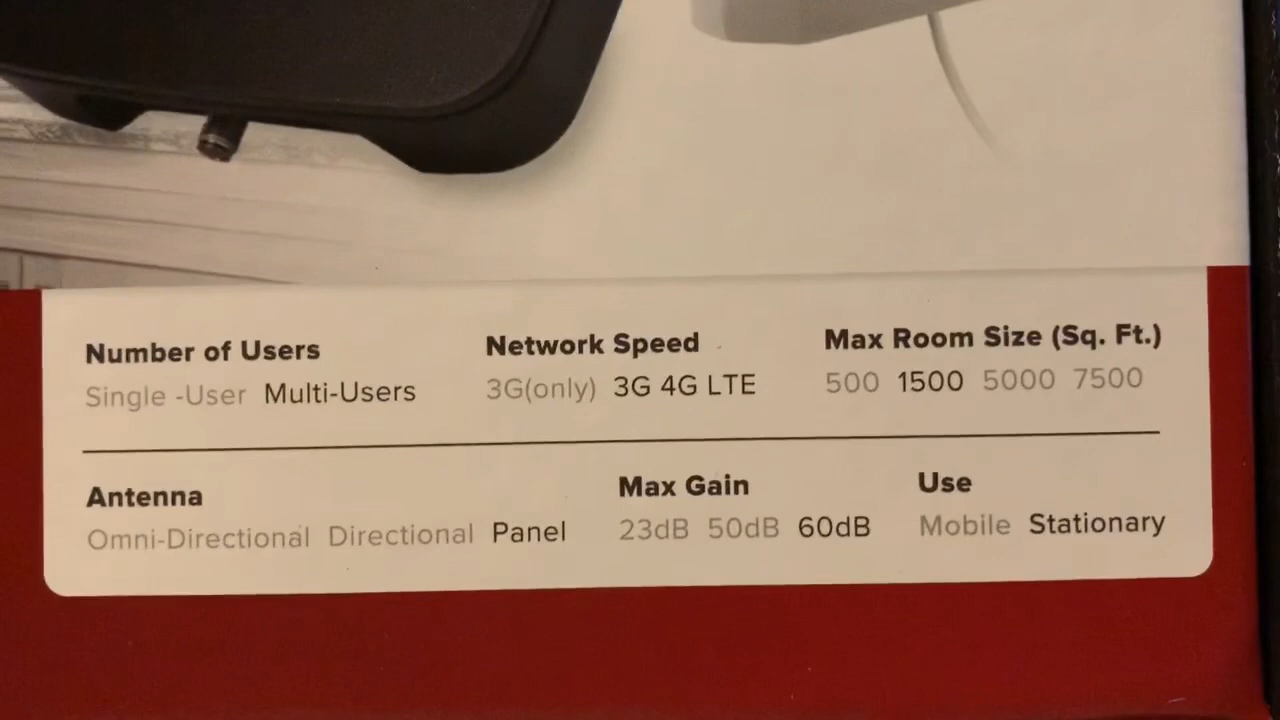 Number of Users
Single -User Multi-Users
Network Speed
3G(only) 3G 4G LTE
Max Room Size (Sq. Ft.)
500 1500 5000 7500
Antenna
Omni-Directional Directional Panel
Max Gain
23dB 50dB 60dB
Use
Mobile Stationary